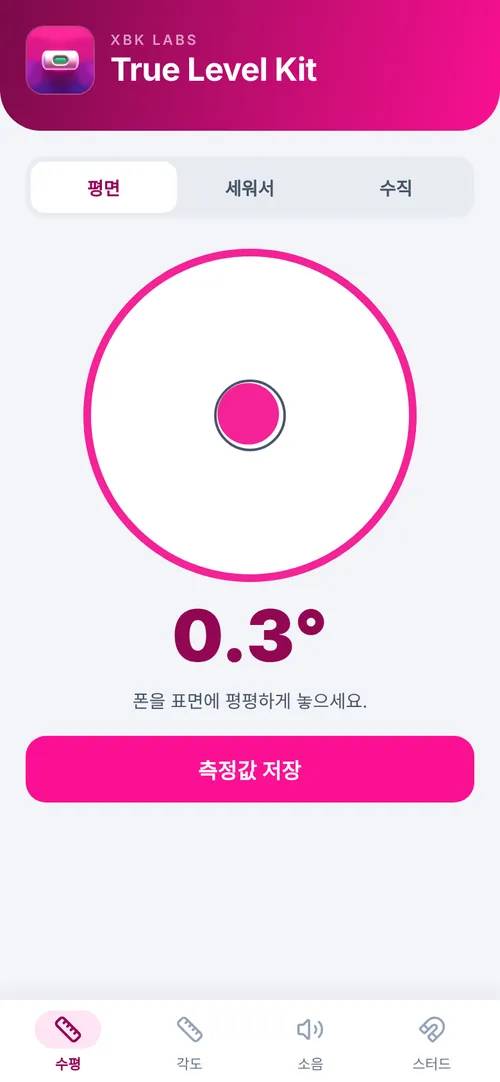 XBK LABS
True Level Kit
평면
세워서
수직
0.3°
폰을 표면에 평평하게 놓으세요.
측정값 저장
수평
각도
소음
스터드